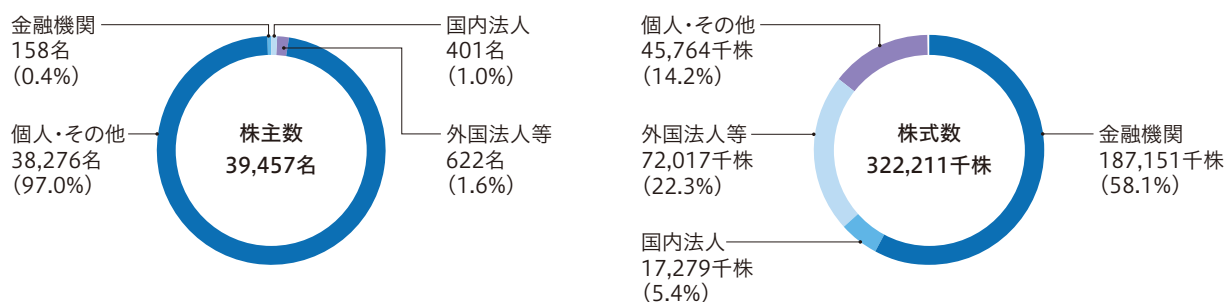 金融機関
158名
（0.4%）
国内法人
401名
（1.0%）
個人・その他
38,276名
（97.0%）
株主数
39,457名
外国法人等
622名
（1.6%）
個人・その他
45,764千株
（14.2%）
外国法人等
72,017千株
（22.3%）
株式数
322,211千株
金融機関
187,151千株
（58.1%）
国内法人
17,279千株
（5.4%）